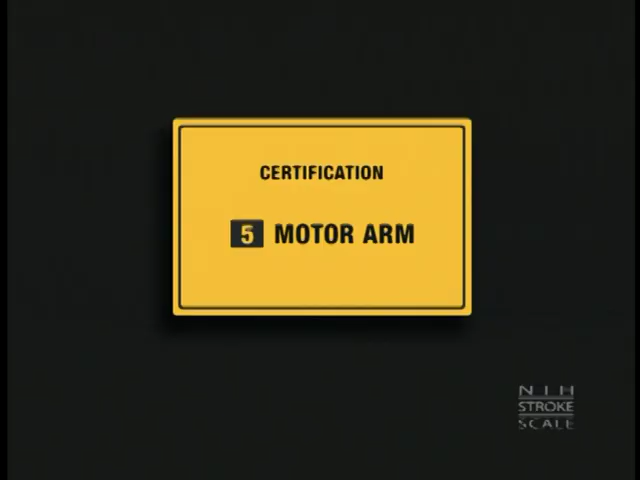 CERTIFICATION
5 MOTOR ARM
NIH
STROKE
SCALE